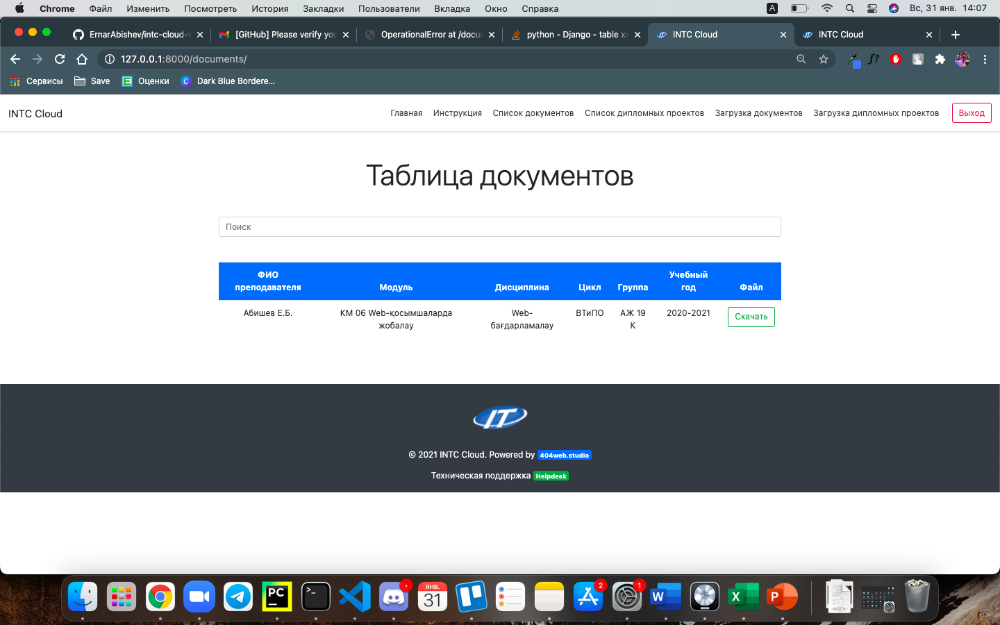 Chrome Файл Изменить Посмотреть История Закладки Пользователи Вкладка Окно Справка A Вс, 31 янв. 14:07
ErnarAbishev/intc-cloud- [GitHub] Please verify you OperationalError at /docu python - Django - table x INTC Cloud INTC Cloud
127.0.0.1:8000/documents/ f?
Сервисы Save Оценки Dark Blue Bordere...
INTC Cloud Главная Инструкция Список документов Список дипломных проектов Загрузка документов Загрузка дипломных проектов Выход
Таблица документов
Поиск
ФИО преподавателя Модуль Дисциплина Цикл Группа Учебный год Файл
Абишев Е.Б. КМ 06 Web-қосымшаларда жобалау Web-бағдарламалау ВТиПО АЖ 19 К 2020-2021 Скачать
IT
© 2021 INTC Cloud. Powered by 404web.studio
Техническая поддержка Helpdesk
PC >_ ЯНВ. 31 2 1 W X P DOCX